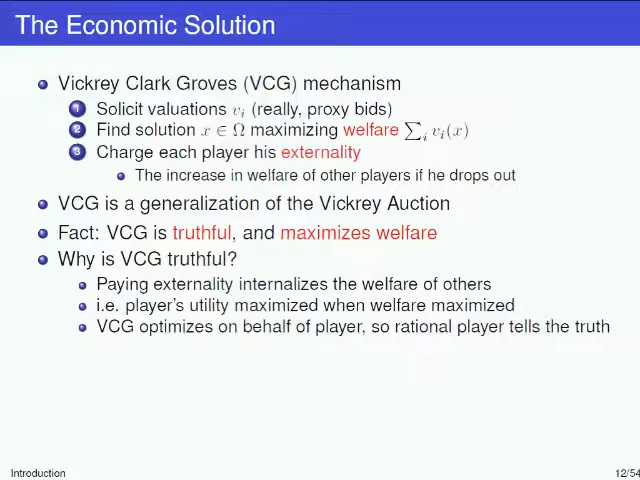 The Economic Solution
Vickrey Clark Groves (VCG) mechanism
1 Solicit valuations vᵢ (really, proxy bids)
2 Find solution x ∈ Ω maximizing welfare ∑ᵢ vᵢ(x)
3 Charge each player his externality
The increase in welfare of other players if he drops out
VCG is a generalization of the Vickrey Auction
Fact: VCG is truthful, and maximizes welfare
Why is VCG truthful?
Paying externality internalizes the welfare of others
i.e. player's utility maximized when welfare maximized
VCG optimizes on behalf of player, so rational player tells the truth
Introduction
12/54